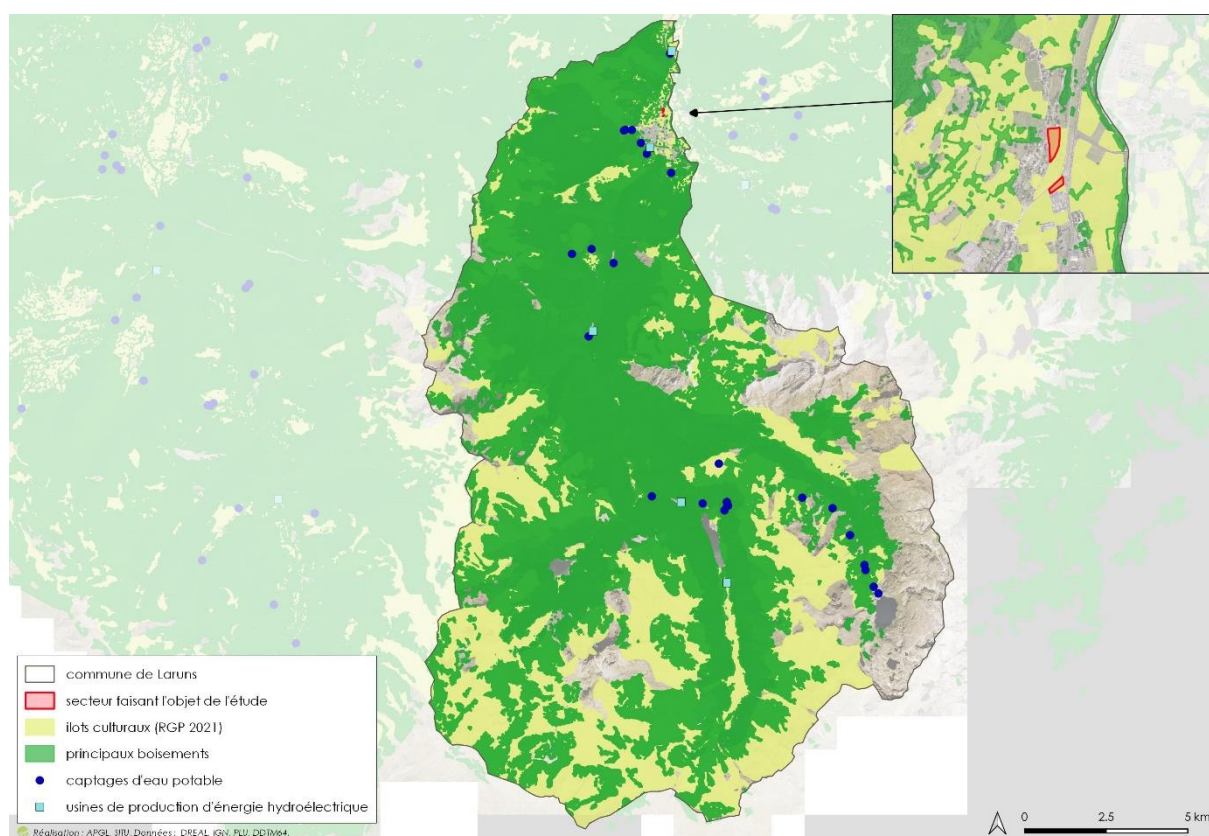 commune de Laruns
secteur faisant l'objet de l'étude
ilots culturaux (RGP 2021)
principaux boisements
captages d'eau potable
usines de production d'énergie hydroélectrique
Réalisation : APGL, SITU. Données : DREAL, IGN, PLU, DDTM64.
0 2.5 5 km